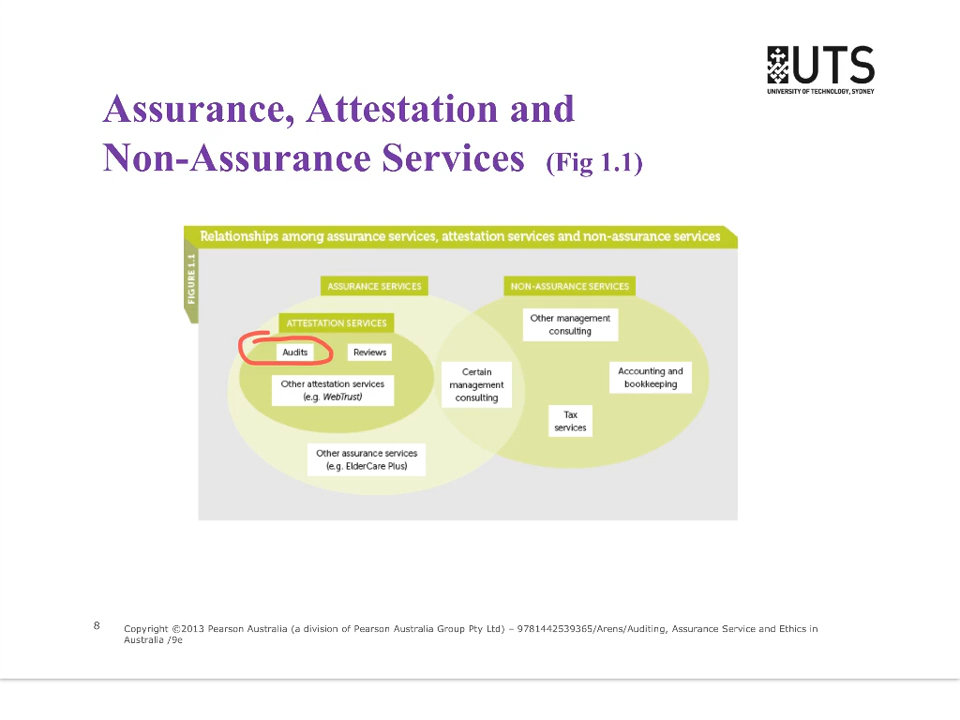 UTS
UNIVERSITY OF TECHNOLOGY, SYDNEY
Assurance, Attestation and
Non-Assurance Services (Fig 1.1)
Relationships among assurance services, attestation services and non-assurance services
FIGURE 1.1
ASSURANCE SERVICES
NON-ASSURANCE SERVICES
ATTESTATION SERVICES
Audits
Reviews
Other attestation services
(e.g. WebTrust)
Other assurance services
(e.g. ElderCare Plus)
Certain
management
consulting
Other management
consulting
Accounting and
bookkeeping
Tax
services
8
Copyright ©2013 Pearson Australia (a division of Pearson Australia Group Pty Ltd) – 9781442539365/Arens/Auditing, Assurance Service and Ethics in
Australia /9e